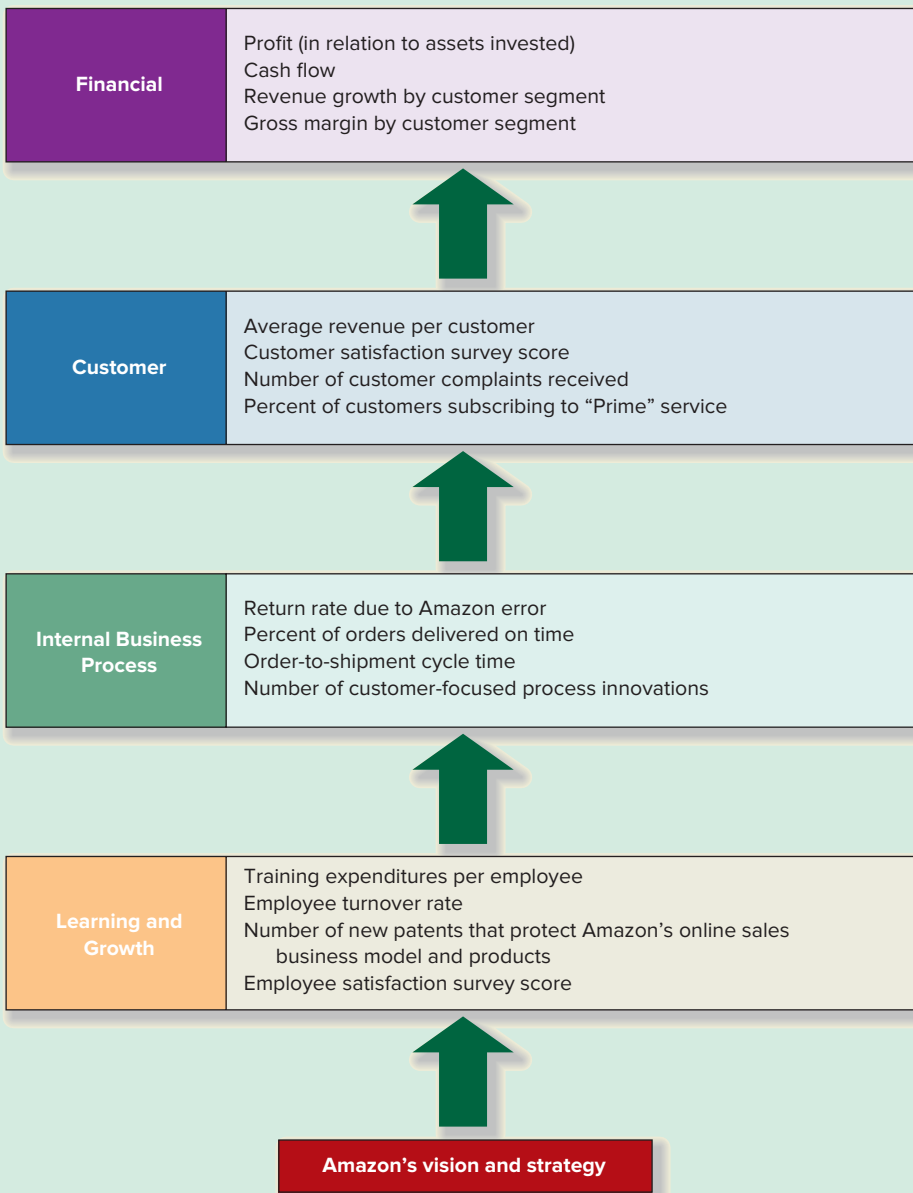 Financial
Profit (in relation to assets invested)
Cash flow
Revenue growth by customer segment
Gross margin by customer segment
Customer
Average revenue per customer
Customer satisfaction survey score
Number of customer complaints received
Percent of customers subscribing to “Prime” service
Internal Business
Process
Return rate due to Amazon error
Percent of orders delivered on time
Order-to-shipment cycle time
Number of customer-focused process innovations
Learning and
Growth
Training expenditures per employee
Employee turnover rate
Number of new patents that protect Amazon’s online sales
business model and products
Employee satisfaction survey score
Amazon’s vision and strategy